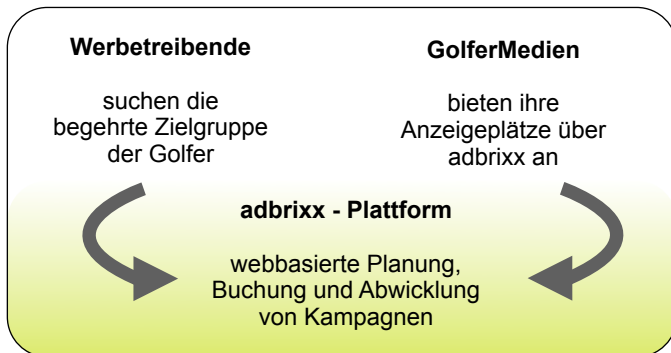 Werbetreibende
suchen die
begehrte Zielgruppe
der Golfer
GolferMedien
bieten ihre
Anzeigeplätze über
adbrixx an
adbrixx - Plattform
webbasierte Planung,
Buchung und Abwicklung
von Kampagnen